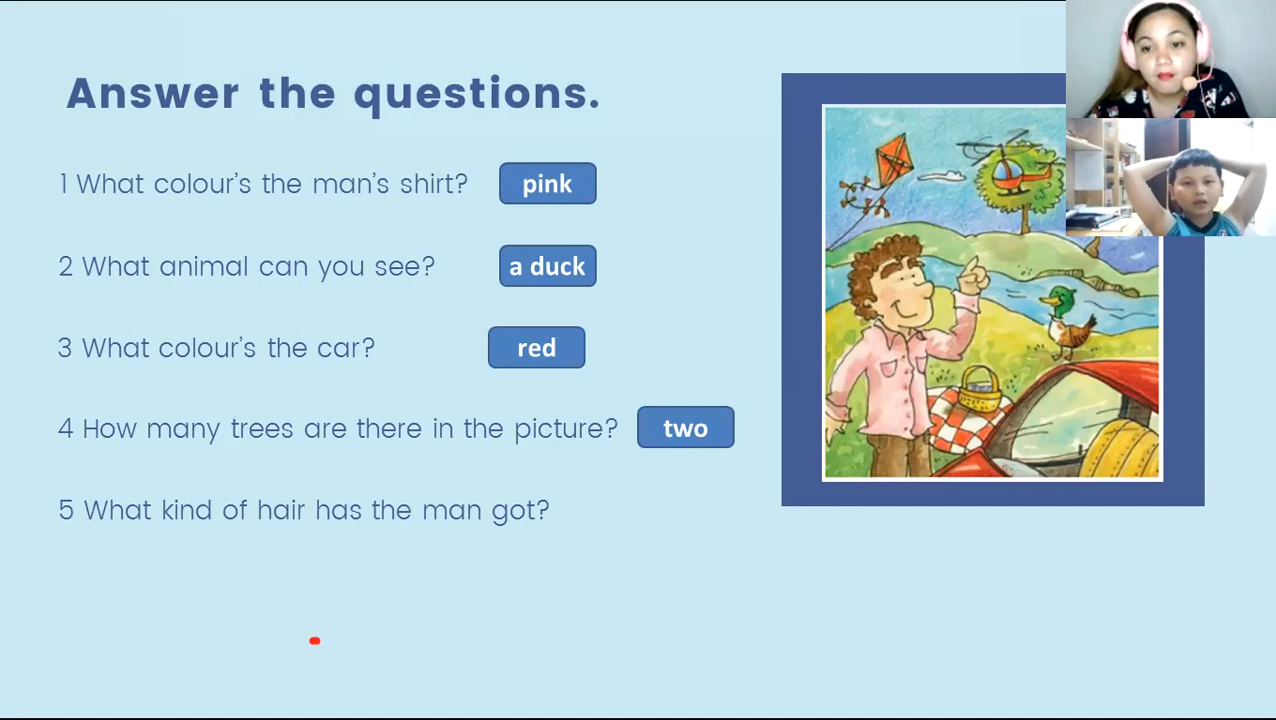 Answer the questions.
1 What colour's the man's shirt? pink
2 What animal can you see? a duck
3 What colour's the car? red
4 How many trees are there in the picture? two
5 What kind of hair has the man got?